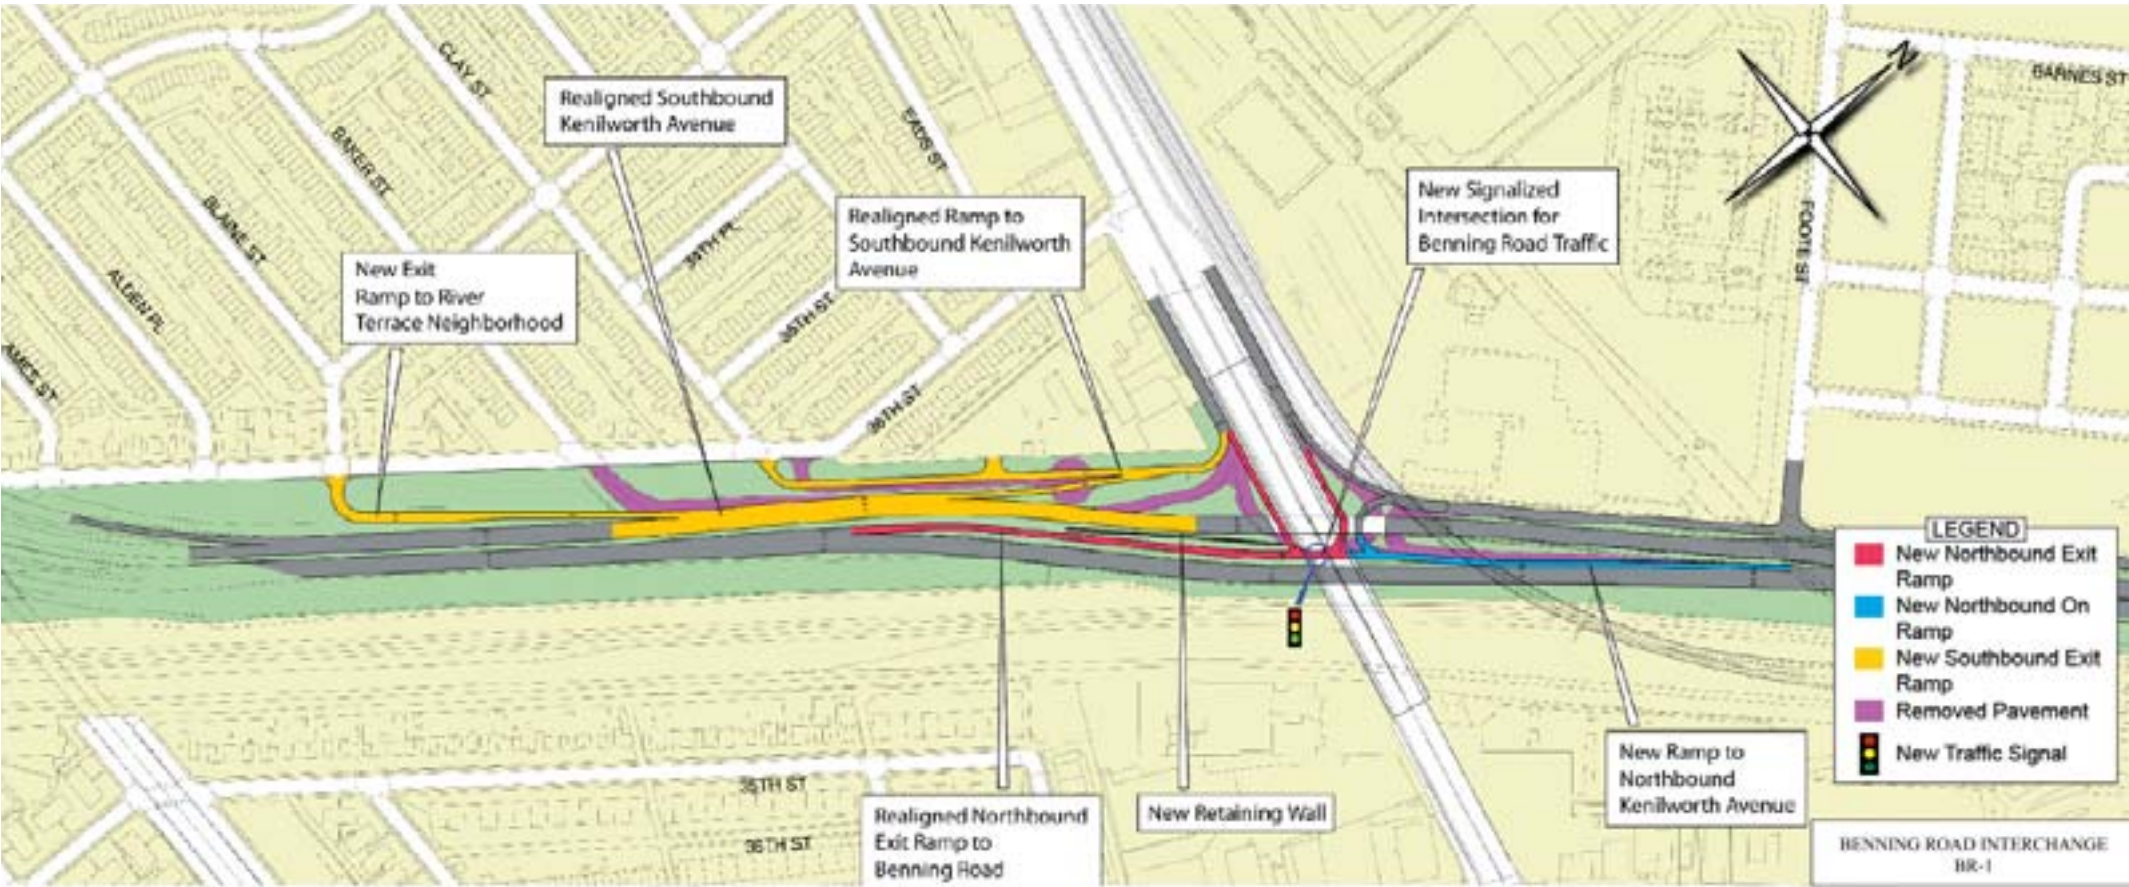 CLAY ST
BARNES ST
N
Realigned Southbound
Kenilworth Avenue
EADS ST
BAKER ST
New Signalized
Intersection for
Benning Road Traffic
FOOTE ST
Realigned Ramp to
Southbound Kenilworth
Avenue
BLAINE ST
39TH PL
New Exit
Ramp to River
Terrace Neighborhood
ALDEN PL
AMES ST
36TH ST
LEGEND
New Northbound Exit
Ramp
New Northbound On
Ramp
New Southbound Exit
Ramp
Removed Pavement
New Traffic Signal
35TH ST
36TH ST
Realigned Northbound
Exit Ramp to
Benning Road
New Retaining Wall
New Ramp to
Northbound
Kenilworth Avenue
BENNING ROAD INTERCHANGE
BR-1